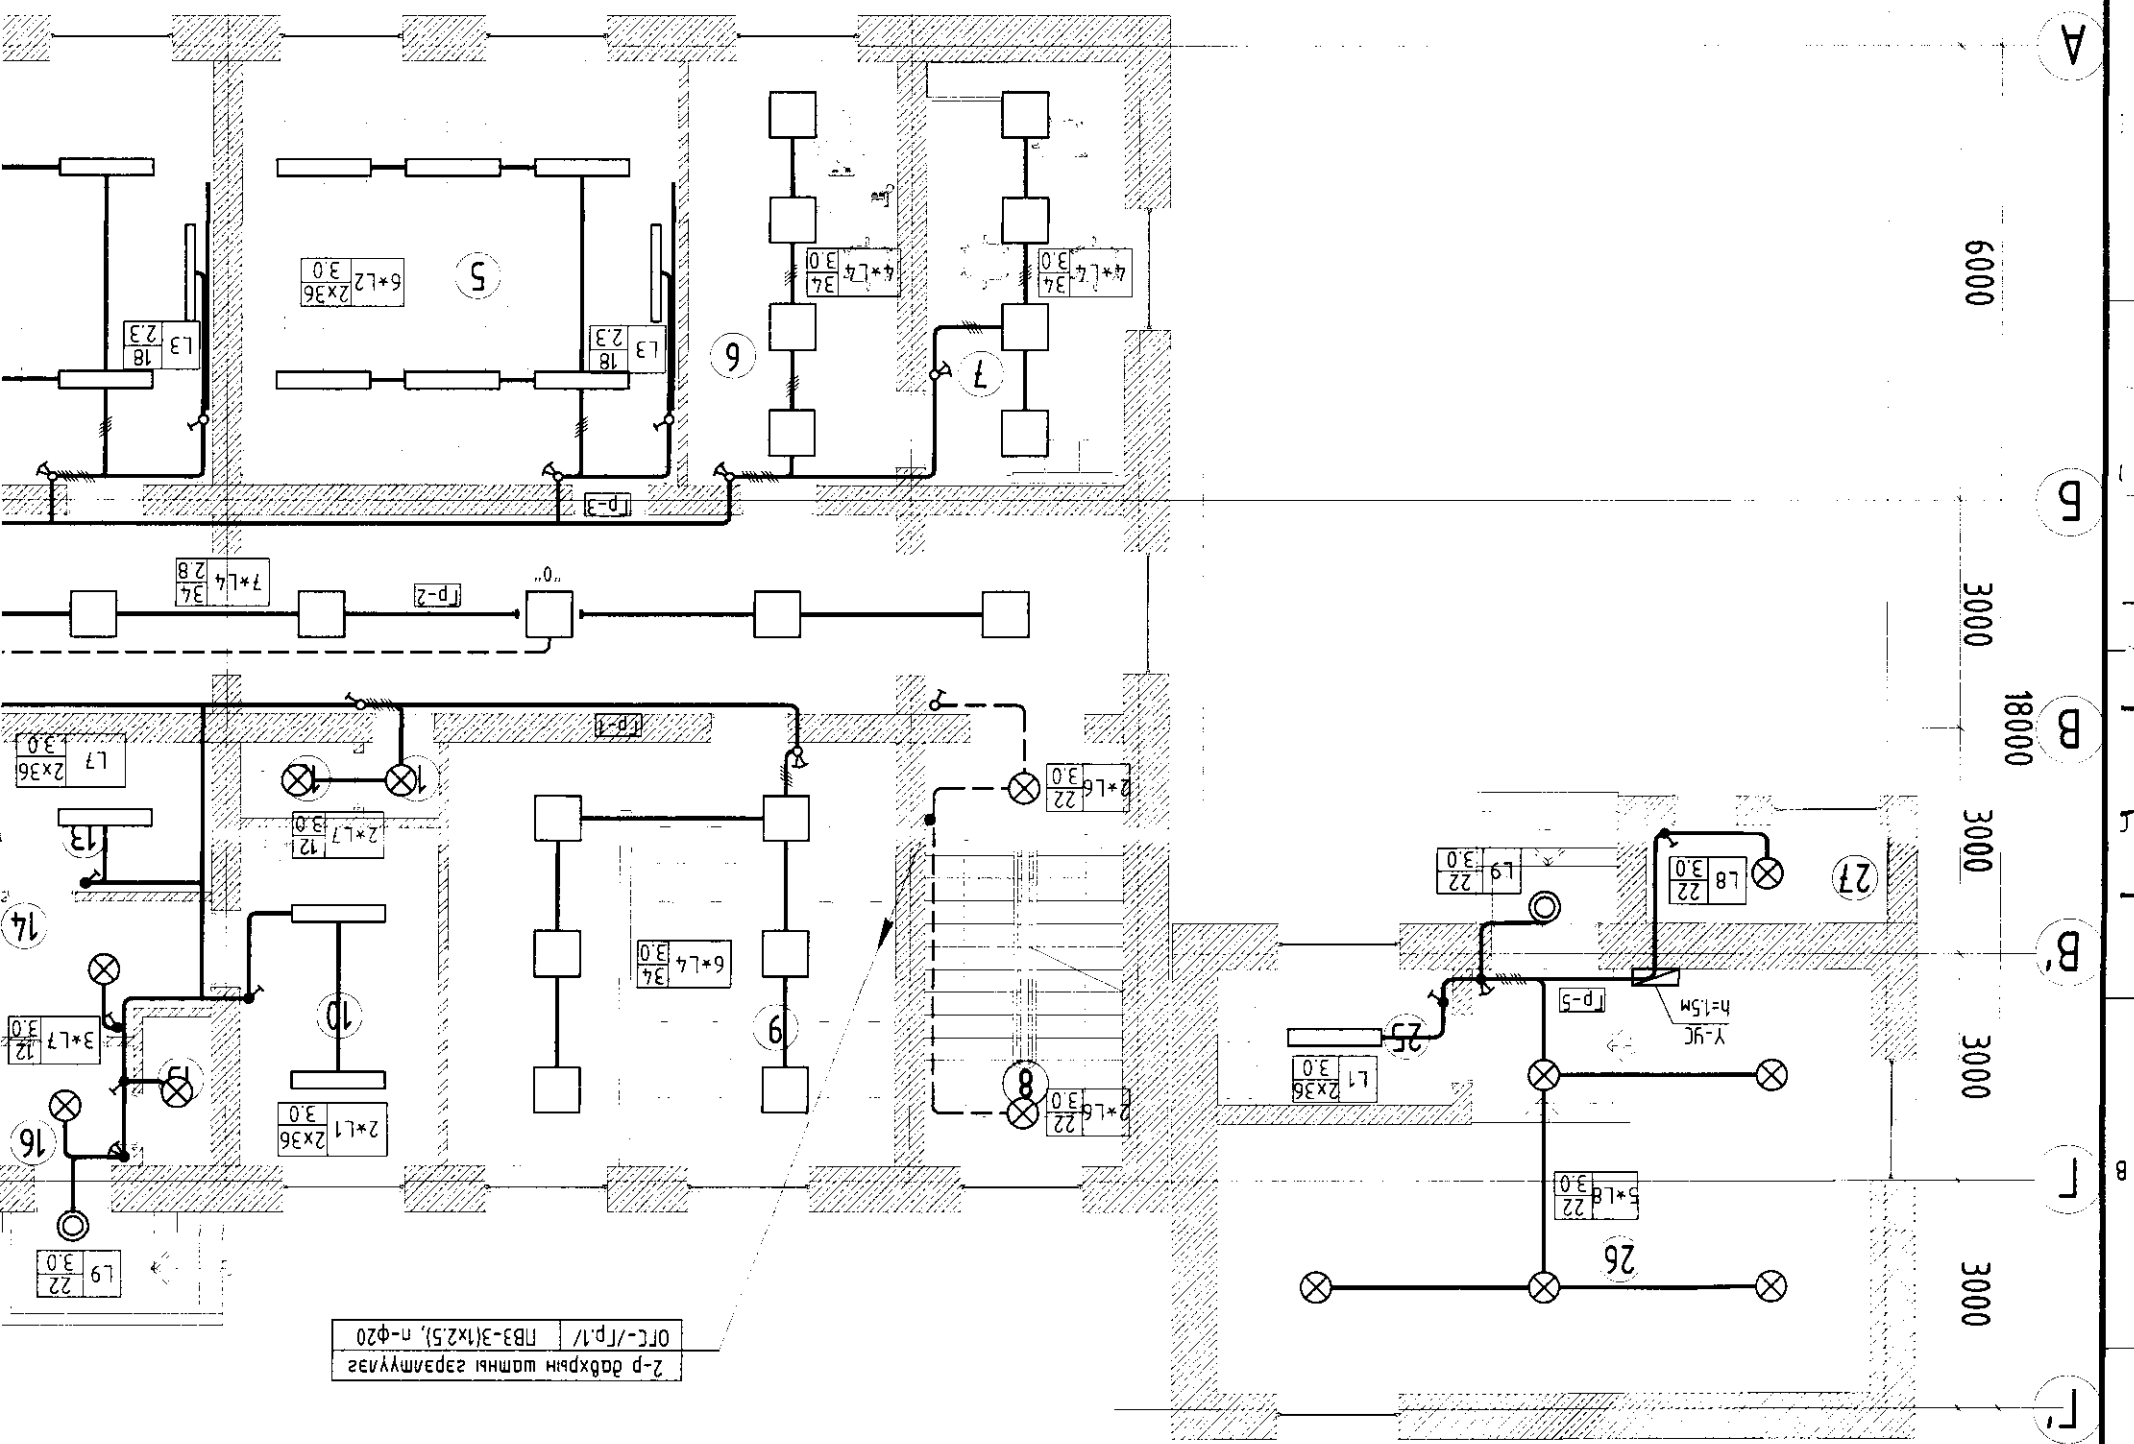 2-р давхрын шатны гэрэлтүүлэг
ОГС-/Гр.1/ ПВ3-3(1x2.5), п-ф20
Г'
3000
26
5*L8 22 3.0
L9 22 3.0
Г
16
8
2*L6 22 3.0
2*L1 2x36 3.0
15
L1 2x36 3.0
3000
25
У-УС
h=1.5м
Гр-5
9
10
3*L7 12 3.0
В'
6*L4 34 3.0
14
27
L8 22 3.0
L9 22 3.0
3000
13
2*L7 12 3.0
2*L6 22 3.0
L7 2x36 3.0
В
18000
Гр-1
3000
Гр-2
"0"
7*L4 34 2.8
Б
Гр-3
7
6
L3 18 2.3
L3 18 2.3
6000
4*L4 34 3.0
4*L4 34 3.0
5
6*L2 2x36 3.0
А